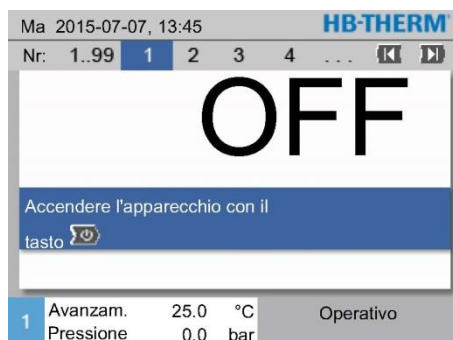 Ma 2015-07-07, 13:45 HB-THERM
Nr: 1..99 1 2 3 4 ...
OFF
Accendere l'apparecchio con il
tasto
1 Avanzam. 25.0 °C Operativo
Pressione 0.0 bar